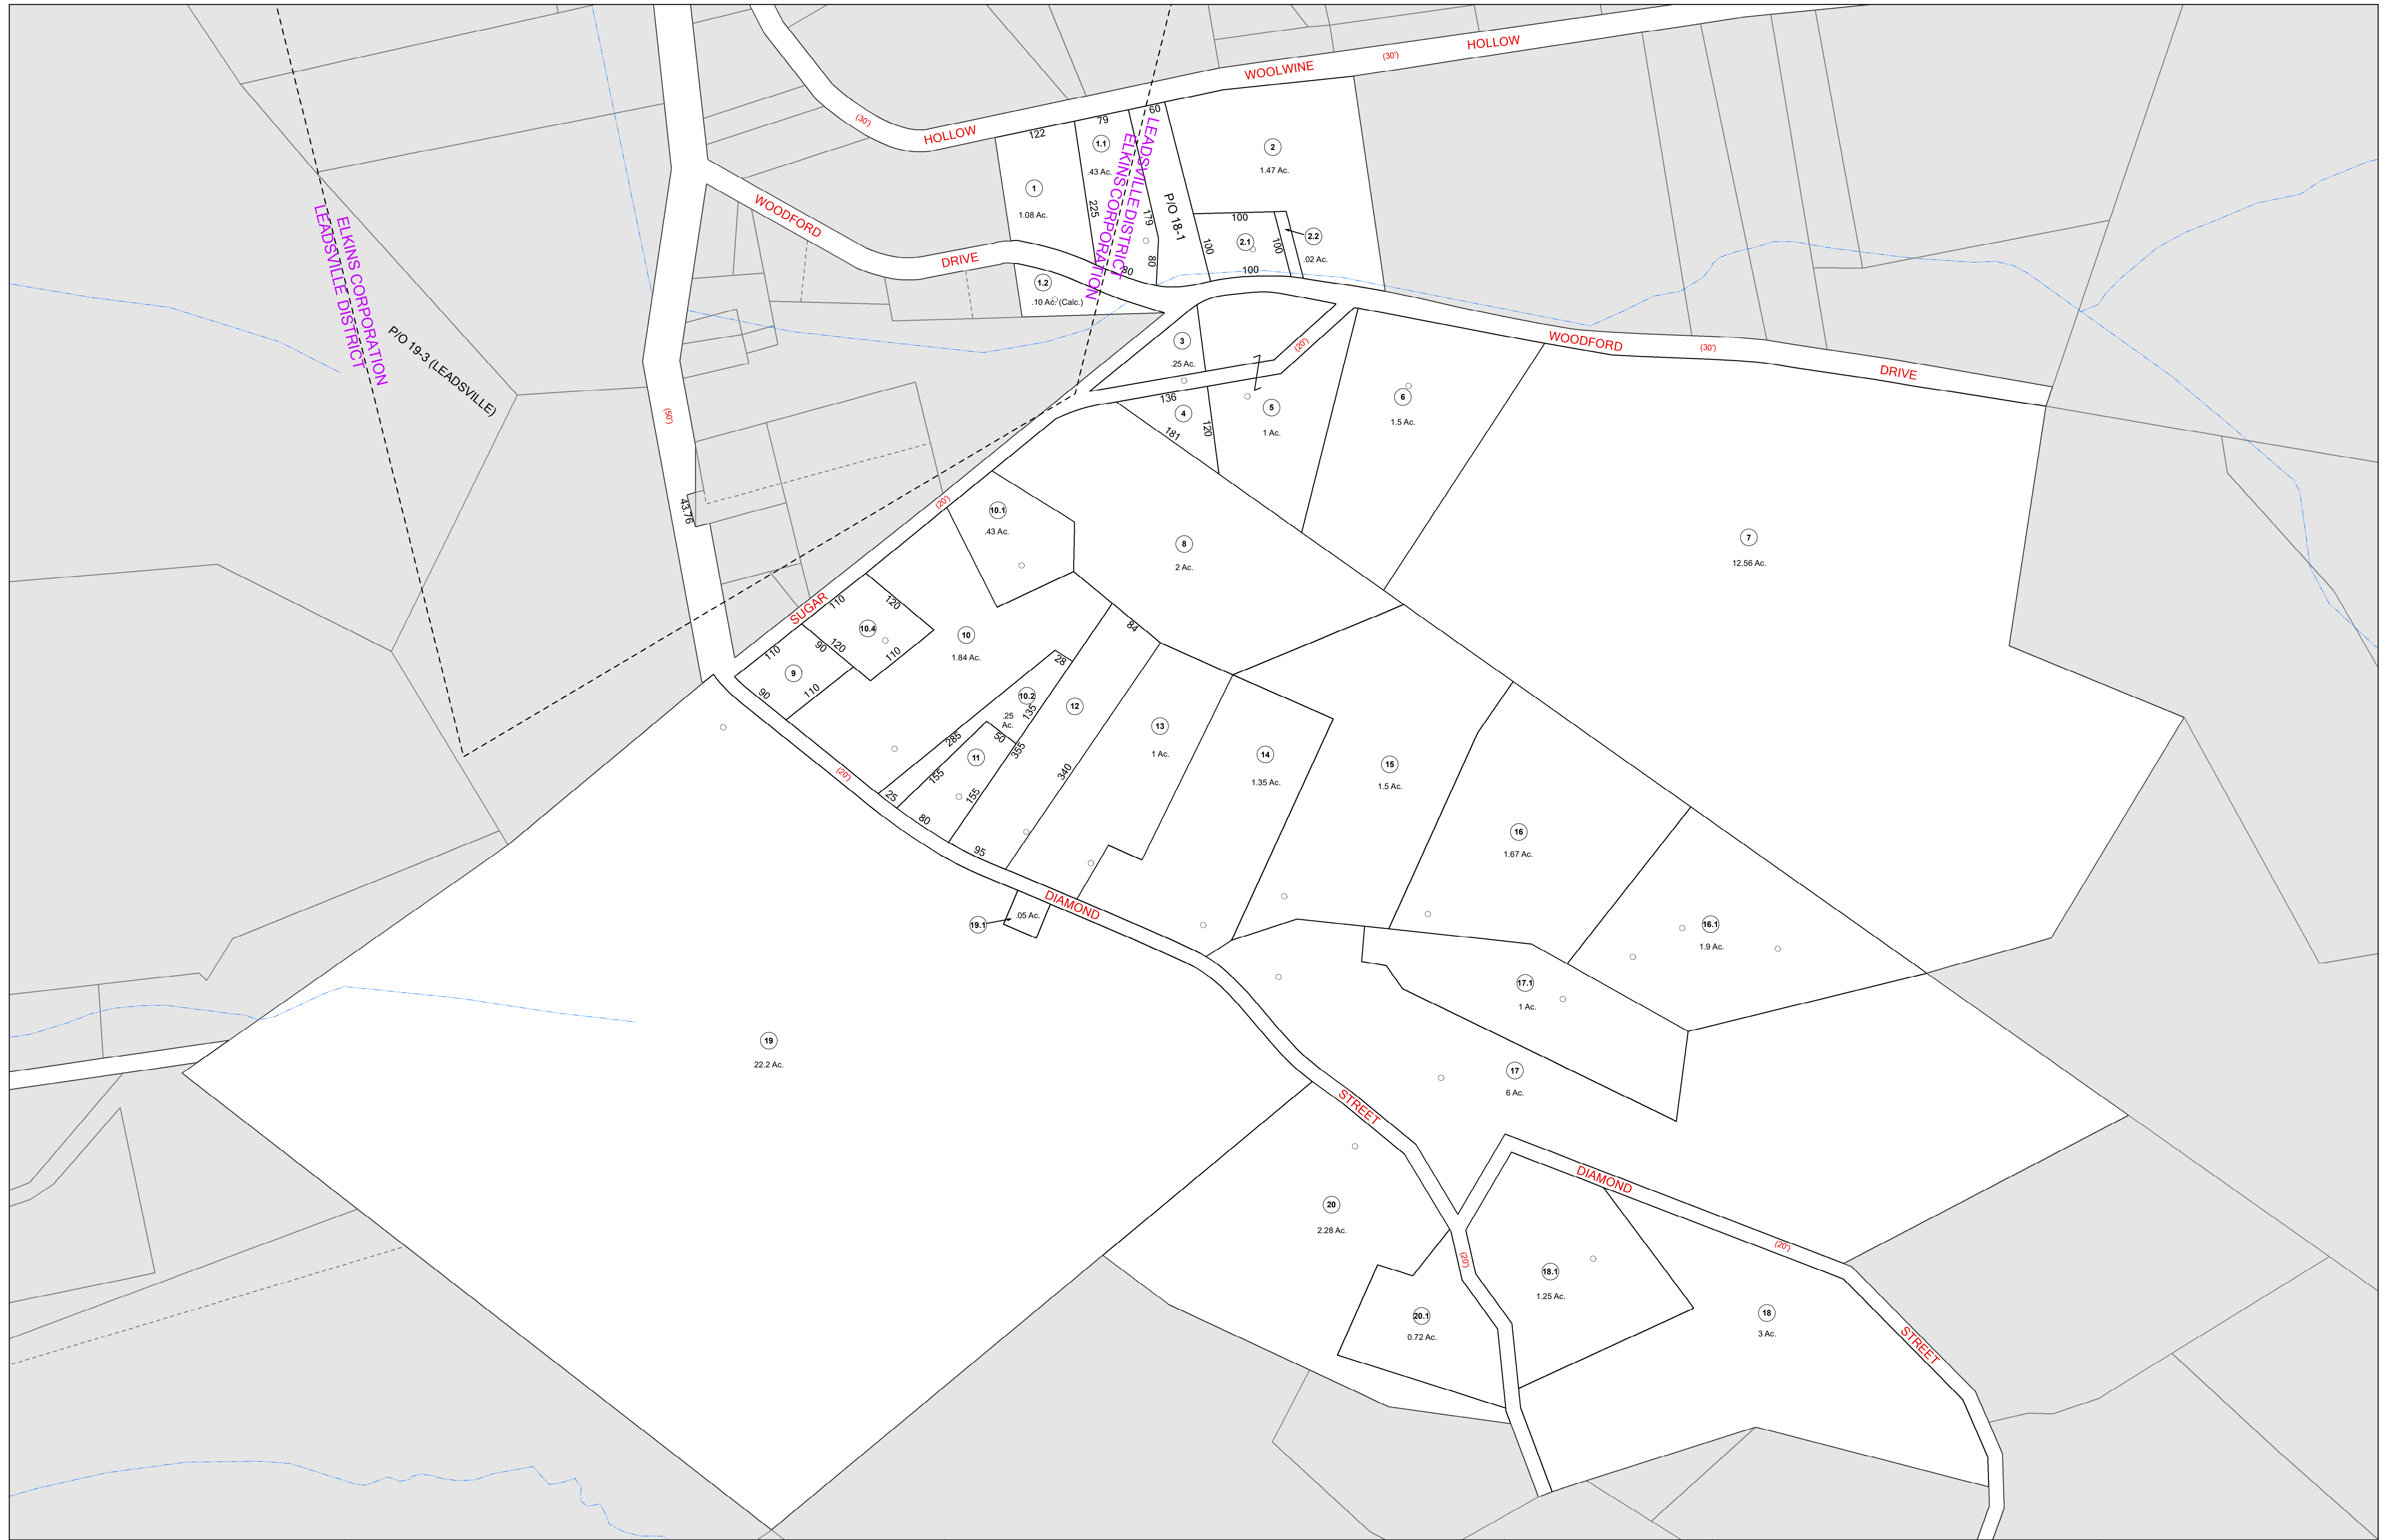 HOLLOW
(30')
WOOLWINE
HOLLOW
(30')
60
79
122
1.1
.43 Ac.
2
1.47 Ac.
1
1.08 Ac.
225
179
P/O 18-1
LEADSVILLE DISTRICT
ELKINS CORPORATION
WOODFORD
DRIVE
100
100
2.1
100
2.2
.02 Ac.
100
80
80
1.2
.10 Ac. (Calc.)
ELKINS CORPORATION
LEADSVILLE DISTRICT
P/O 19-3 (LEADSVILLE)
3
.25 Ac.
(20')
WOODFORD
(30')
DRIVE
(50')
136
4
181
120
5
1 Ac.
6
1.5 Ac.
43.76
(20')
10.1
.43 Ac.
8
2 Ac.
7
12.56 Ac.
SUGAR
110
120
10.4
120
110
110
90
9
110
90
10
1.84 Ac.
84
28
10.2
.25
Ac.
135
12
285
50
355
11
155
155
340
13
1 Ac.
14
1.35 Ac.
15
1.5 Ac.
(20')
25
80
95
16
1.67 Ac.
DIAMOND
19.1
.05 Ac.
16.1
1.9 Ac.
17.1
1 Ac.
19
22.2 Ac.
17
6 Ac.
STREET
DIAMOND
20
2.28 Ac.
(20')
(20')
18.1
1.25 Ac.
20.1
0.72 Ac.
18
3 Ac.
STREET